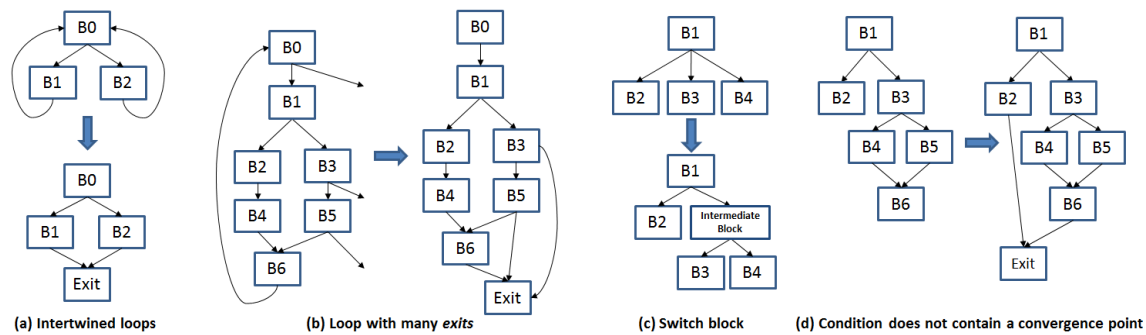 B0
B1 B2
B0
B1 B2
Exit
(a) Intertwined loops
B0
B1
B2 B3
B4 B5
B6
B0
B1
B2 B3
B4 B5
B6
Exit
(b) Loop with many exits
B1
B2 B3 B4
B1
B2 Intermediate
Block
B3 B4
(c) Switch block
B1
B2 B3
B4 B5
B6
B1
B2 B3
B4 B5
B6
Exit
(d) Condition does not contain a convergence point